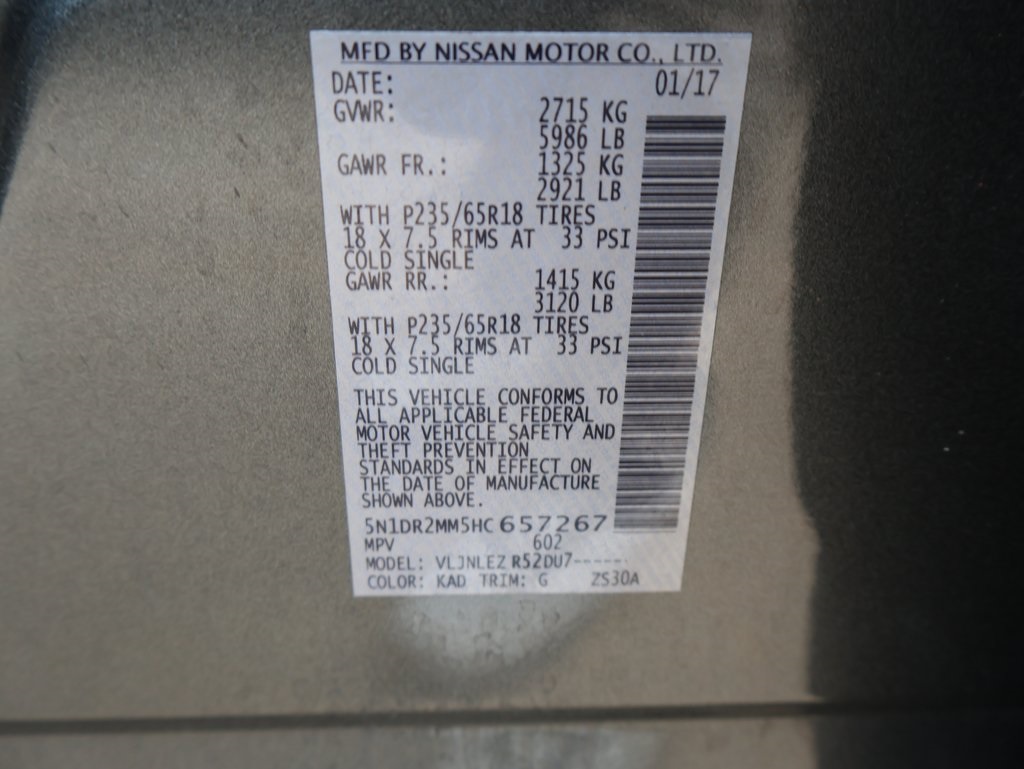 MFD BY NISSAN MOTOR CO., LTD.
DATE: 01/17
GVWR: 2715 KG
5986 LB
GAWR FR.: 1325 KG
2921 LB
WITH P235/65R18 TIRES
18 X 7.5 RIMS AT 33 PSI
COLD SINGLE
GAWR RR.: 1415 KG
3120 LB
WITH P235/65R18 TIRES
18 X 7.5 RIMS AT 33 PSI
COLD SINGLE
THIS VEHICLE CONFORMS TO
ALL APPLICABLE FEDERAL
MOTOR VEHICLE SAFETY AND
THEFT PREVENTION
STANDARDS IN EFFECT ON
THE DATE OF MANUFACTURE
SHOWN ABOVE.
5N1DR2MM5HC 657267
MPV 602
MODEL: VLJNLEZ R52DU7------
COLOR: KAD TRIM: G ZS30A